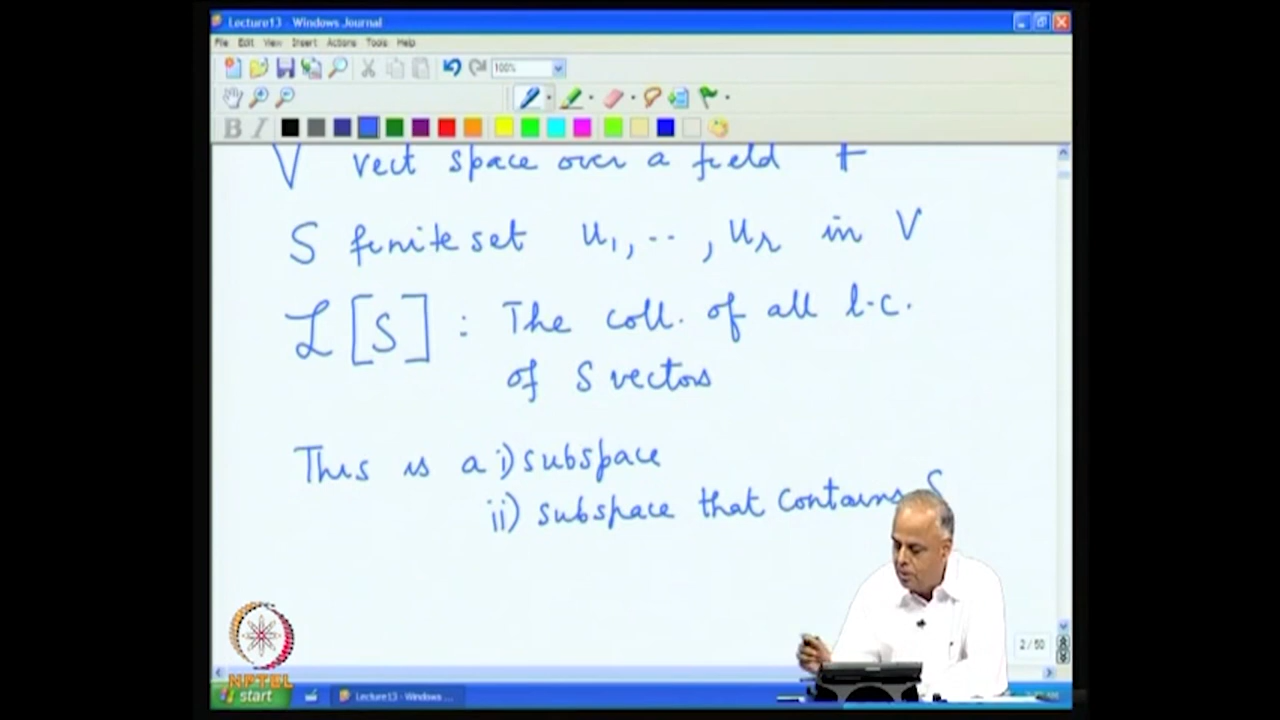 Lecture13 - Windows Journal
File Edit View Insert Actions Tools Help
100%
B I
V vect space over a field F
S finite set u₁, .., uᵣ in V
L[S] : The coll. of all l.c.
of S vectors
This is a i) subspace
ii) subspace that contains S
2 / 50
NPTEL
start Lecture13 - Windows ...